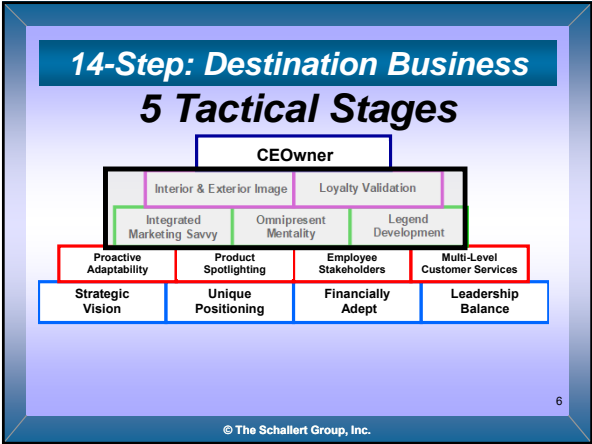 14-Step: Destination Business
5 Tactical Stages
CEOwner
Interior & Exterior Image
Loyalty Validation
Integrated
Marketing Savvy
Omnipresent
Mentality
Legend
Development
Proactive
Adaptability
Product
Spotlighting
Employee
Stakeholders
Multi-Level
Customer Services
Strategic
Vision
Unique
Positioning
Financially
Adept
Leadership
Balance
6
© The Schallert Group, Inc.